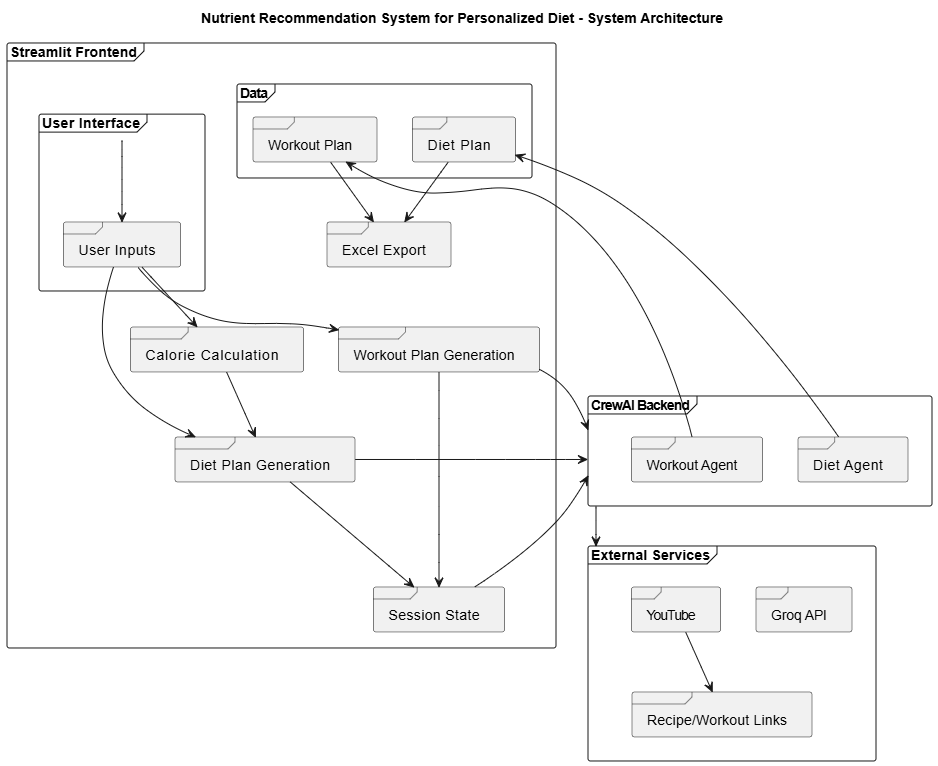 Nutrient Recommendation System for Personalized Diet - System Architecture
Streamlit Frontend
Data
User Interface
Workout Plan
Diet Plan
User Inputs
Excel Export
Calorie Calculation
Workout Plan Generation
CrewAI Backend
Diet Plan Generation
Workout Agent
Diet Agent
External Services
Session State
YouTube
Groq API
Recipe/Workout Links